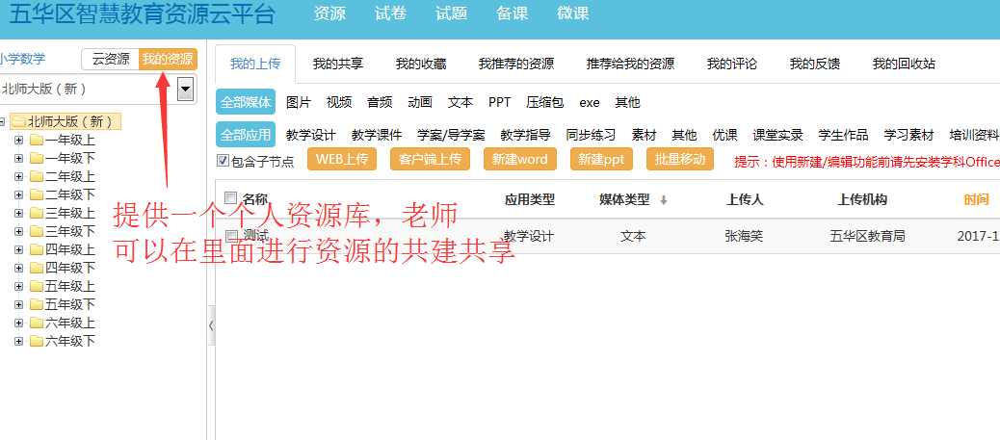 五华区智慧教育资源云平台
资源 试卷 试题 备课 微课
小学数学 云资源 我的资源
北师大版（新）
北师大版（新）
一年级上
一年级下
二年级上
二年级下
三年级上
三年级下
四年级上
四年级下
五年级上
五年级下
六年级上
六年级下
我的上传 我的共享 我的收藏 我推荐的资源 推荐给我的资源 我的评论 我的反馈 我的回收站
全部媒体 图片 视频 音频 动画 文本 PPT 压缩包 exe 其他
全部应用 教学设计 教学课件 学案/导学案 教学指导 同步练习 素材 其他 优课 课堂实录 学生作品 学习素材 培训资料
包含子节点 WEB上传 客户端上传 新建word 新建ppt 批量移动 提示：使用新建/编辑功能前请先安装学科Office
名称 应用类型 媒体类型 上传人 上传机构 时间
测试 教学设计 文本 张海笑 五华区教育局 2017-1
提供一个个人资源库，老师
可以在里面进行资源的共建共享